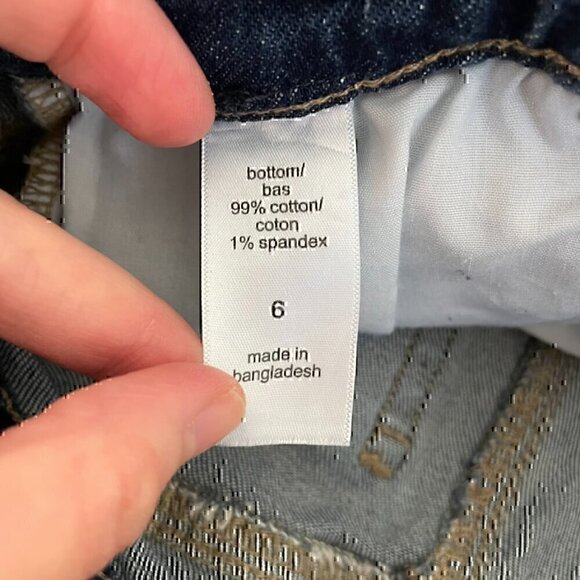 bottom/
bas
99% cotton/
coton
1% spandex
6
made in
bangladesh